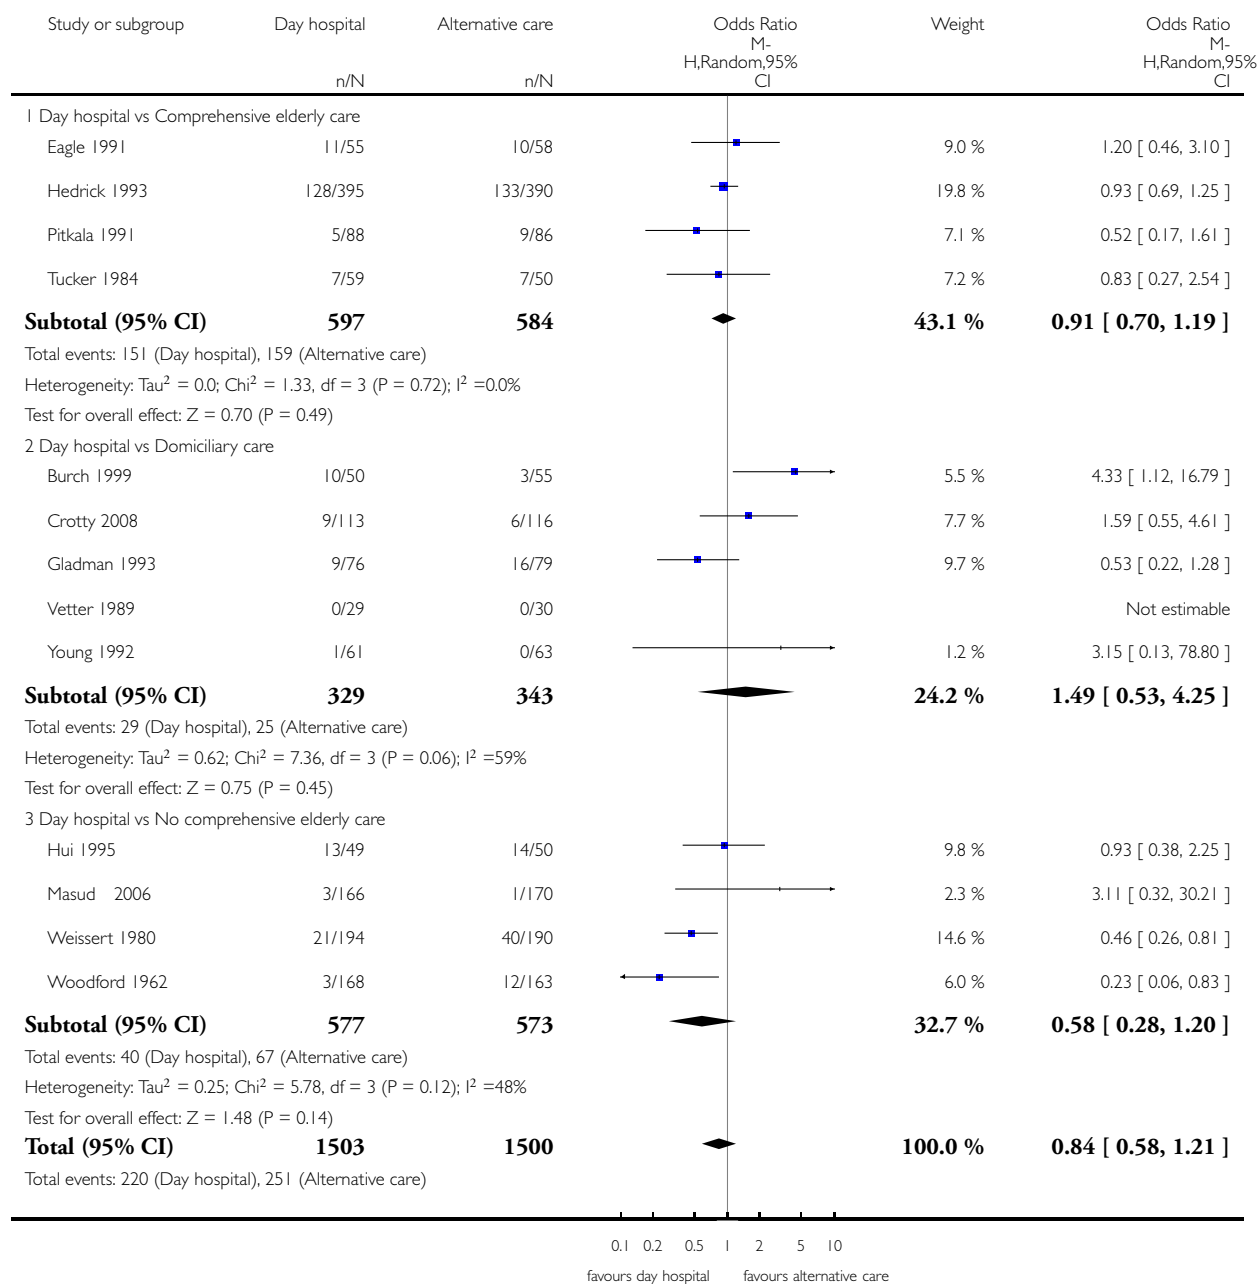 Study or subgroup Day hospital Alternative care Odds Ratio Weight Odds Ratio
M- M-
H,Random,95% H,Random,95%
n/N n/N CI CI
1 Day hospital vs Comprehensive elderly care
Eagle 1991 11/55 10/58 9.0 % 1.20 [ 0.46, 3.10 ]
Hedrick 1993 128/395 133/390 19.8 % 0.93 [ 0.69, 1.25 ]
Pitkala 1991 5/88 9/86 7.1 % 0.52 [ 0.17, 1.61 ]
Tucker 1984 7/59 7/50 7.2 % 0.83 [ 0.27, 2.54 ]
Subtotal (95% CI) 597 584 43.1 % 0.91 [ 0.70, 1.19 ]
Total events: 151 (Day hospital), 159 (Alternative care)
Heterogeneity: Tau² = 0.0; Chi² = 1.33, df = 3 (P = 0.72); I² =0.0%
Test for overall effect: Z = 0.70 (P = 0.49)
2 Day hospital vs Domiciliary care
Burch 1999 10/50 3/55 5.5 % 4.33 [ 1.12, 16.79 ]
Crotty 2008 9/113 6/116 7.7 % 1.59 [ 0.55, 4.61 ]
Gladman 1993 9/76 16/79 9.7 % 0.53 [ 0.22, 1.28 ]
Vetter 1989 0/29 0/30 Not estimable
Young 1992 1/61 0/63 1.2 % 3.15 [ 0.13, 78.80 ]
Subtotal (95% CI) 329 343 24.2 % 1.49 [ 0.53, 4.25 ]
Total events: 29 (Day hospital), 25 (Alternative care)
Heterogeneity: Tau² = 0.62; Chi² = 7.36, df = 3 (P = 0.06); I² =59%
Test for overall effect: Z = 0.75 (P = 0.45)
3 Day hospital vs No comprehensive elderly care
Hui 1995 13/49 14/50 9.8 % 0.93 [ 0.38, 2.25 ]
Masud 2006 3/166 1/170 2.3 % 3.11 [ 0.32, 30.21 ]
Weissert 1980 21/194 40/190 14.6 % 0.46 [ 0.26, 0.81 ]
Woodford 1962 3/168 12/163 6.0 % 0.23 [ 0.06, 0.83 ]
Subtotal (95% CI) 577 573 32.7 % 0.58 [ 0.28, 1.20 ]
Total events: 40 (Day hospital), 67 (Alternative care)
Heterogeneity: Tau² = 0.25; Chi² = 5.78, df = 3 (P = 0.12); I² =48%
Test for overall effect: Z = 1.48 (P = 0.14)
Total (95% CI) 1503 1500 100.0 % 0.84 [ 0.58, 1.21 ]
Total events: 220 (Day hospital), 251 (Alternative care)
0.1 0.2 0.5 1 2 5 10
favours day hospital favours alternative care